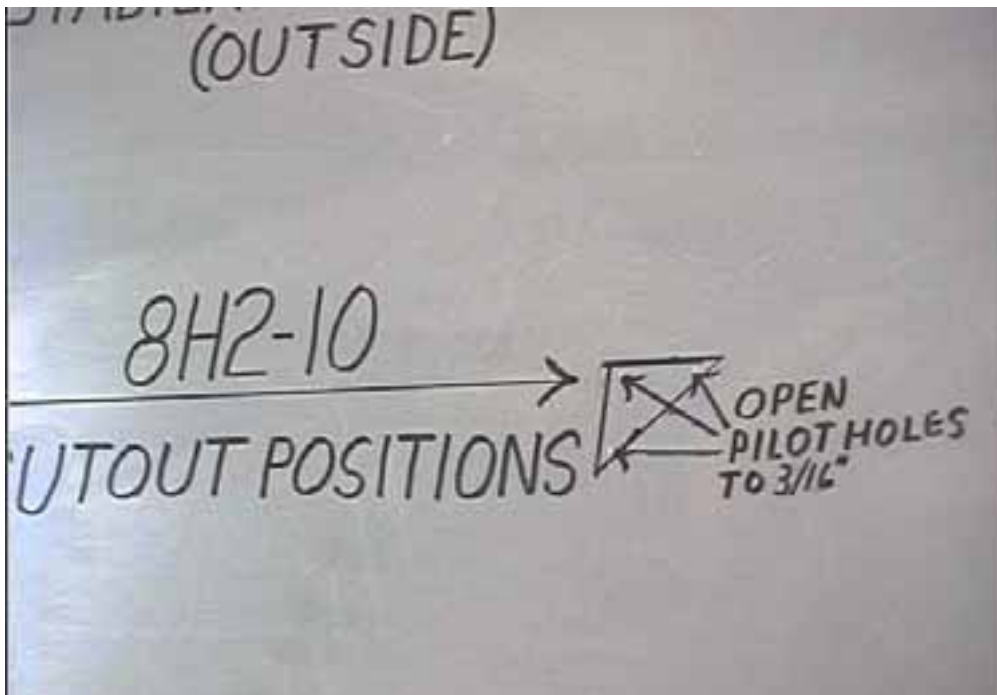 (OUTSIDE)
8H2-10
UTOUT POSITIONS
OPEN
PILOT HOLES
TO 3/16"